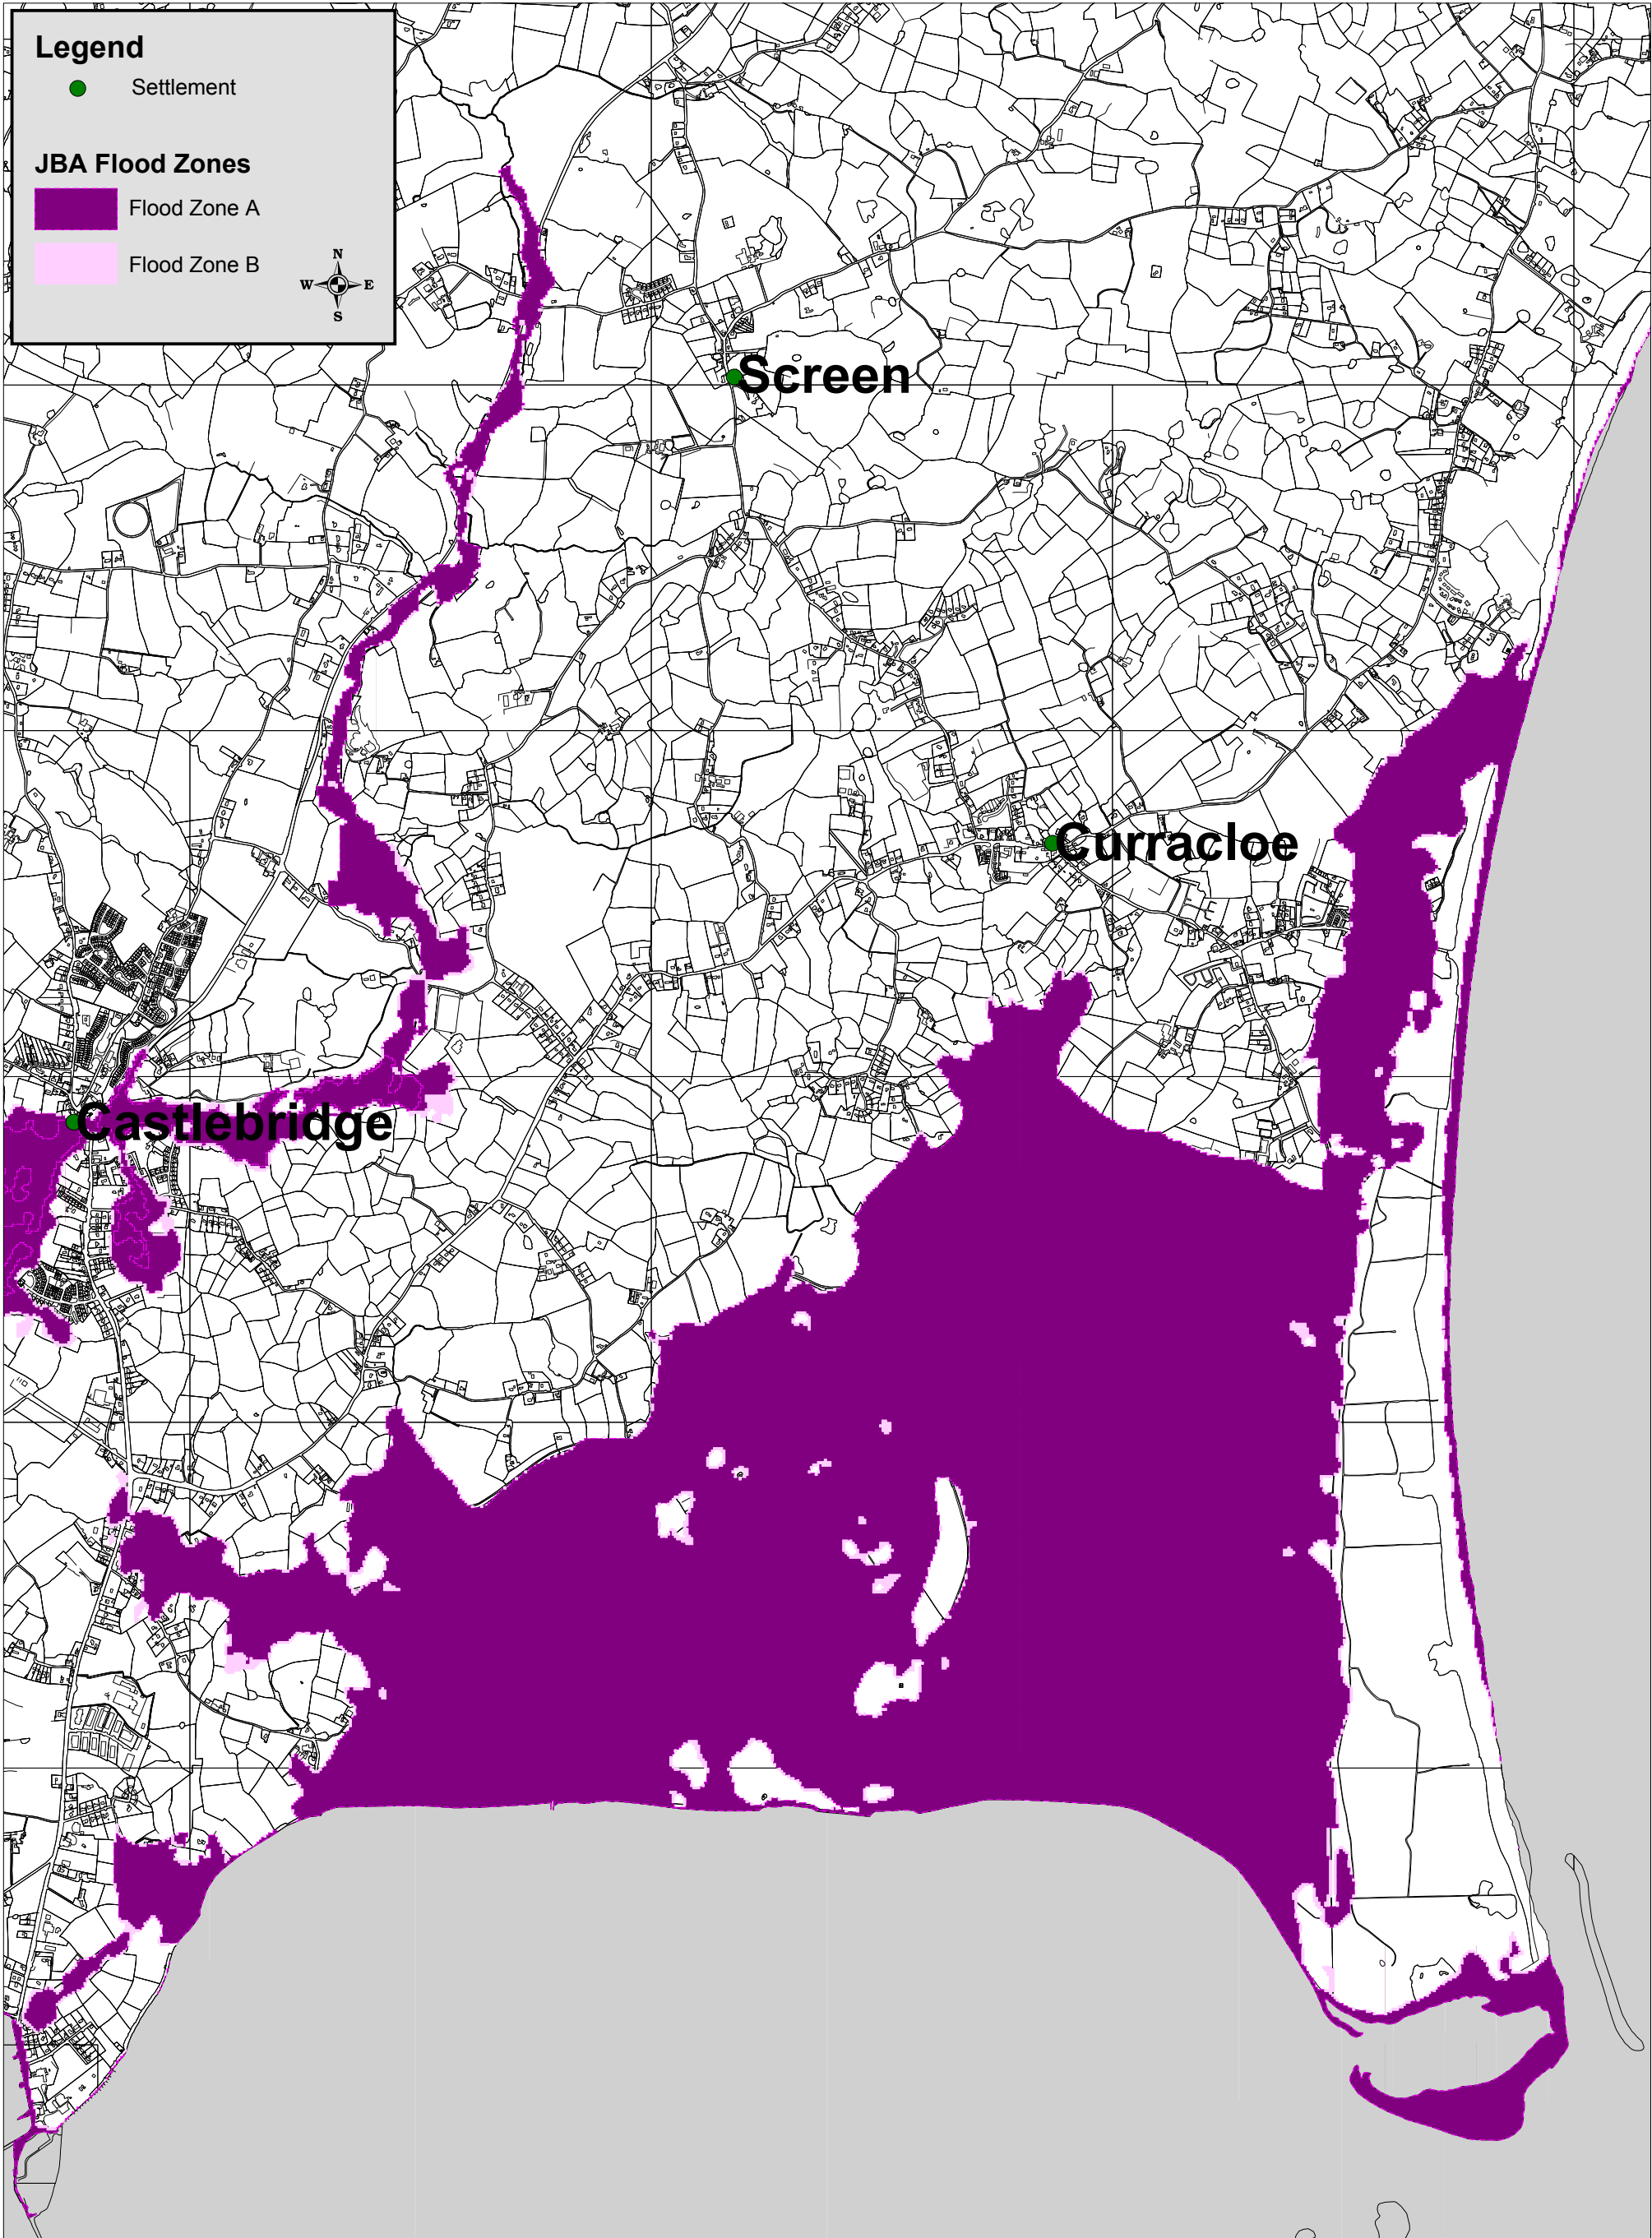 Legend
Settlement
JBA Flood Zones
Flood Zone A
Flood Zone B
N
W E
S
Screen
Curracloe
Castlebridge